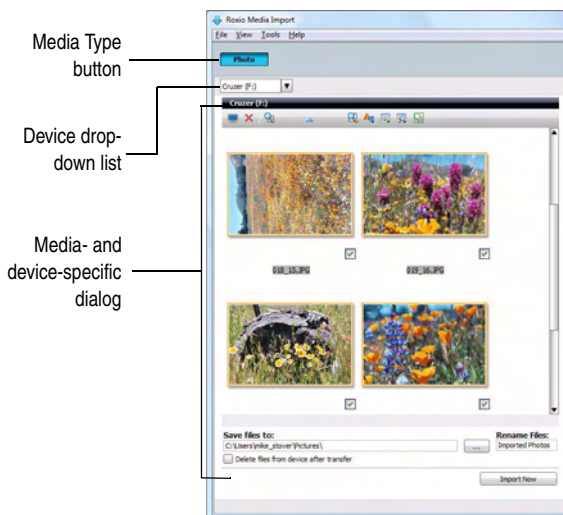 Roxio Media Import
File View Tools Help
Media Type
button
Photo
Device drop-
down list
Cruzer (F:)
Cruzer (F:)
Media- and
device-specific
dialog
018_15.JPG
019_16.JPG
Save files to:
Rename Files:
C:\Users\mike_stover\Pictures\
...
Imported Photos
Delete files from device after transfer
Import Now